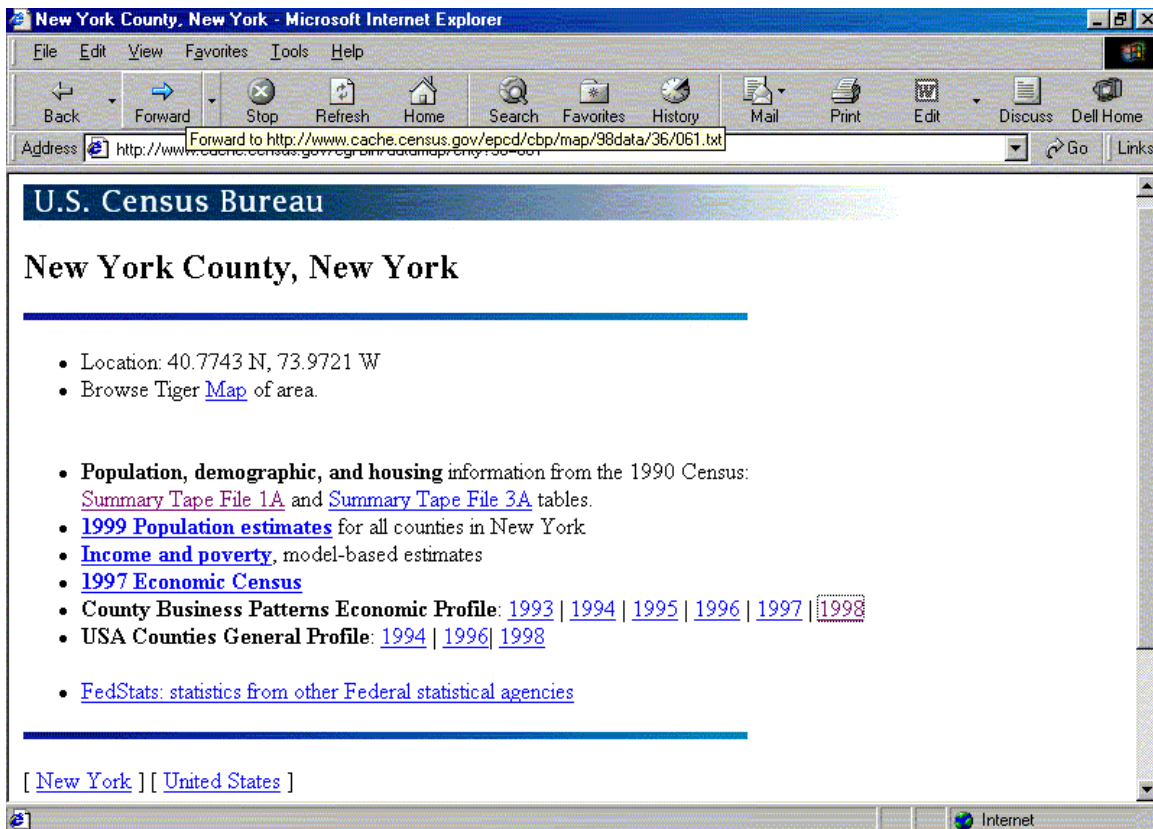 New York County, New York - Microsoft Internet Explorer
File Edit View Favorites Tools Help
Back Forward Stop Refresh Home Search Favorites History Mail Print Edit Discuss Dell Home
Forward to http://www.cache.census.gov/epcd/cbp/map/98data/36/061.txt
Address http://www. Go Links
U.S. Census Bureau
New York County, New York
• Location: 40.7743 N, 73.9721 W
• Browse Tiger Map of area.
• Population, demographic, and housing information from the 1990 Census:
Summary Tape File 1A and Summary Tape File 3A tables.
• 1999 Population estimates for all counties in New York
• Income and poverty, model-based estimates
• 1997 Economic Census
• County Business Patterns Economic Profile: 1993 | 1994 | 1995 | 1996 | 1997 | 1998
• USA Counties General Profile: 1994 | 1996| 1998
• FedStats: statistics from other Federal statistical agencies
[ New York ] [ United States ]
Internet